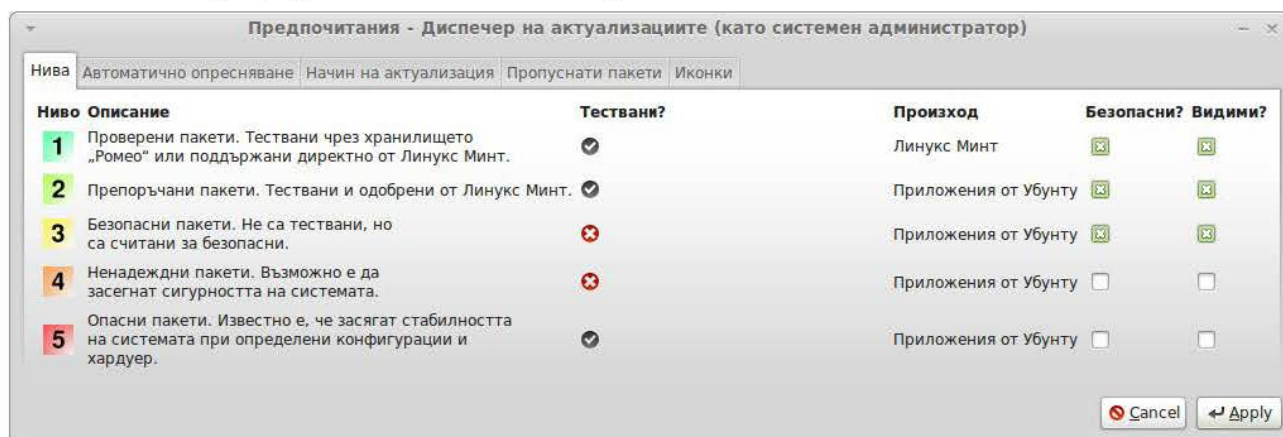 Предпочитания - Диспечер на актуализациите (като системен администратор)
Нива Автоматично опресняване Начин на актуализация Пропуснати пакети Иконки
Ниво Описание Тествани? Произход Безопасни? Видими?
1 Проверени пакети. Тествани чрез хранилището
„Ромео“ или поддържани директно от Линукс Минт. Линукс Минт
2 Препоръчани пакети. Тествани и одобрени от Линукс Минт. Приложения от Убунту
3 Безопасни пакети. Не са тествани, но
са считани за безопасни. Приложения от Убунту
4 Ненадеждни пакети. Възможно е да
засегнат сигурността на системата. Приложения от Убунту
5 Опасни пакети. Известно е, че засягат стабилността
на системата при определени конфигурации и
хардуер. Приложения от Убунту
Cancel Apply